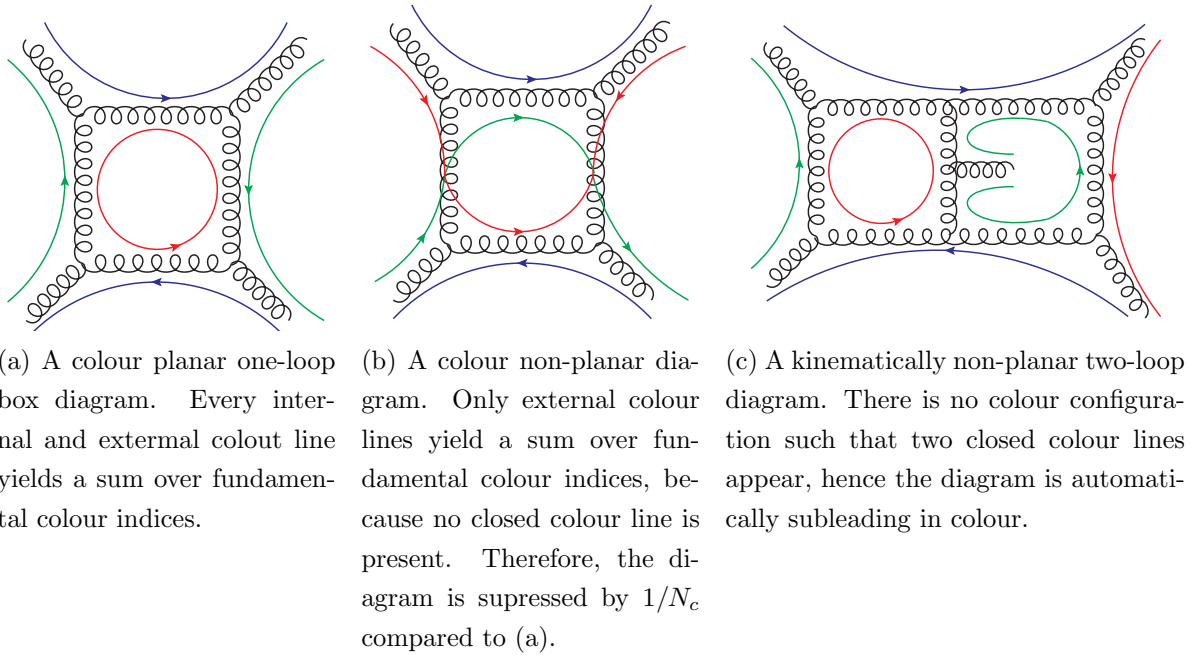 (a) A colour planar one-loop
box diagram. Every inter-
nal and extermal colout line
yields a sum over fundamen-
tal colour indices.
(b) A colour non-planar dia-
gram. Only external colour
lines yield a sum over fun-
damental colour indices, be-
cause no closed colour line is
present. Therefore, the di-
agram is supressed by 1/N_c
compared to (a).
(c) A kinematically non-planar two-loop
diagram. There is no colour configura-
tion such that two closed colour lines
appear, hence the diagram is automati-
cally subleading in colour.